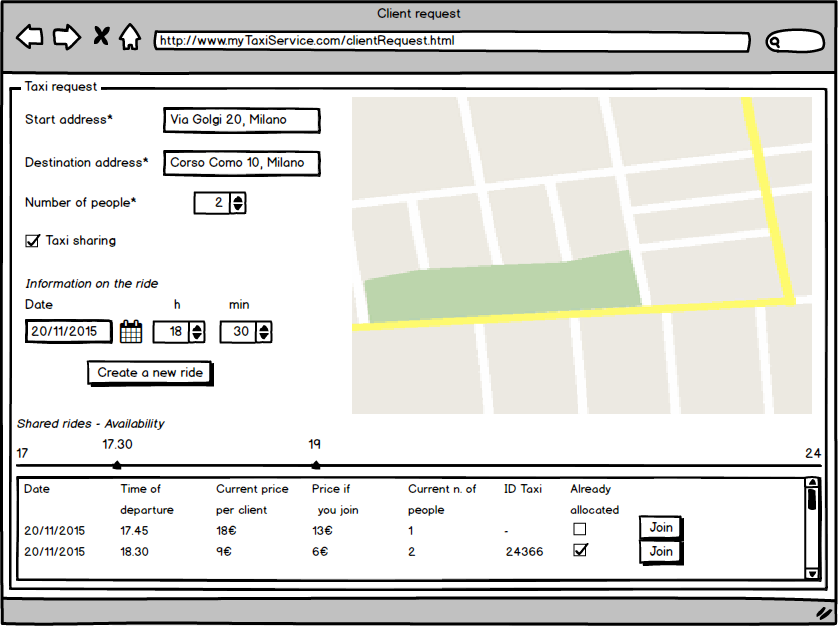 Client request
http://www.myTaxiService.com/clientRequest.html
Taxi request
Start address* Via Golgi 20, Milano
Destination address* Corso Como 10, Milano
Number of people* 2
Taxi sharing
Information on the ride
Date h min
20/11/2015 18 30
Create a new ride
Shared rides - Availability
17 17.30 19 24
Date Time of departure Current price per client Price if you join Current n. of people ID Taxi Already allocated
20/11/2015 17.45 18€ 13€ 1 - Join
20/11/2015 18.30 9€ 6€ 2 24366 Join